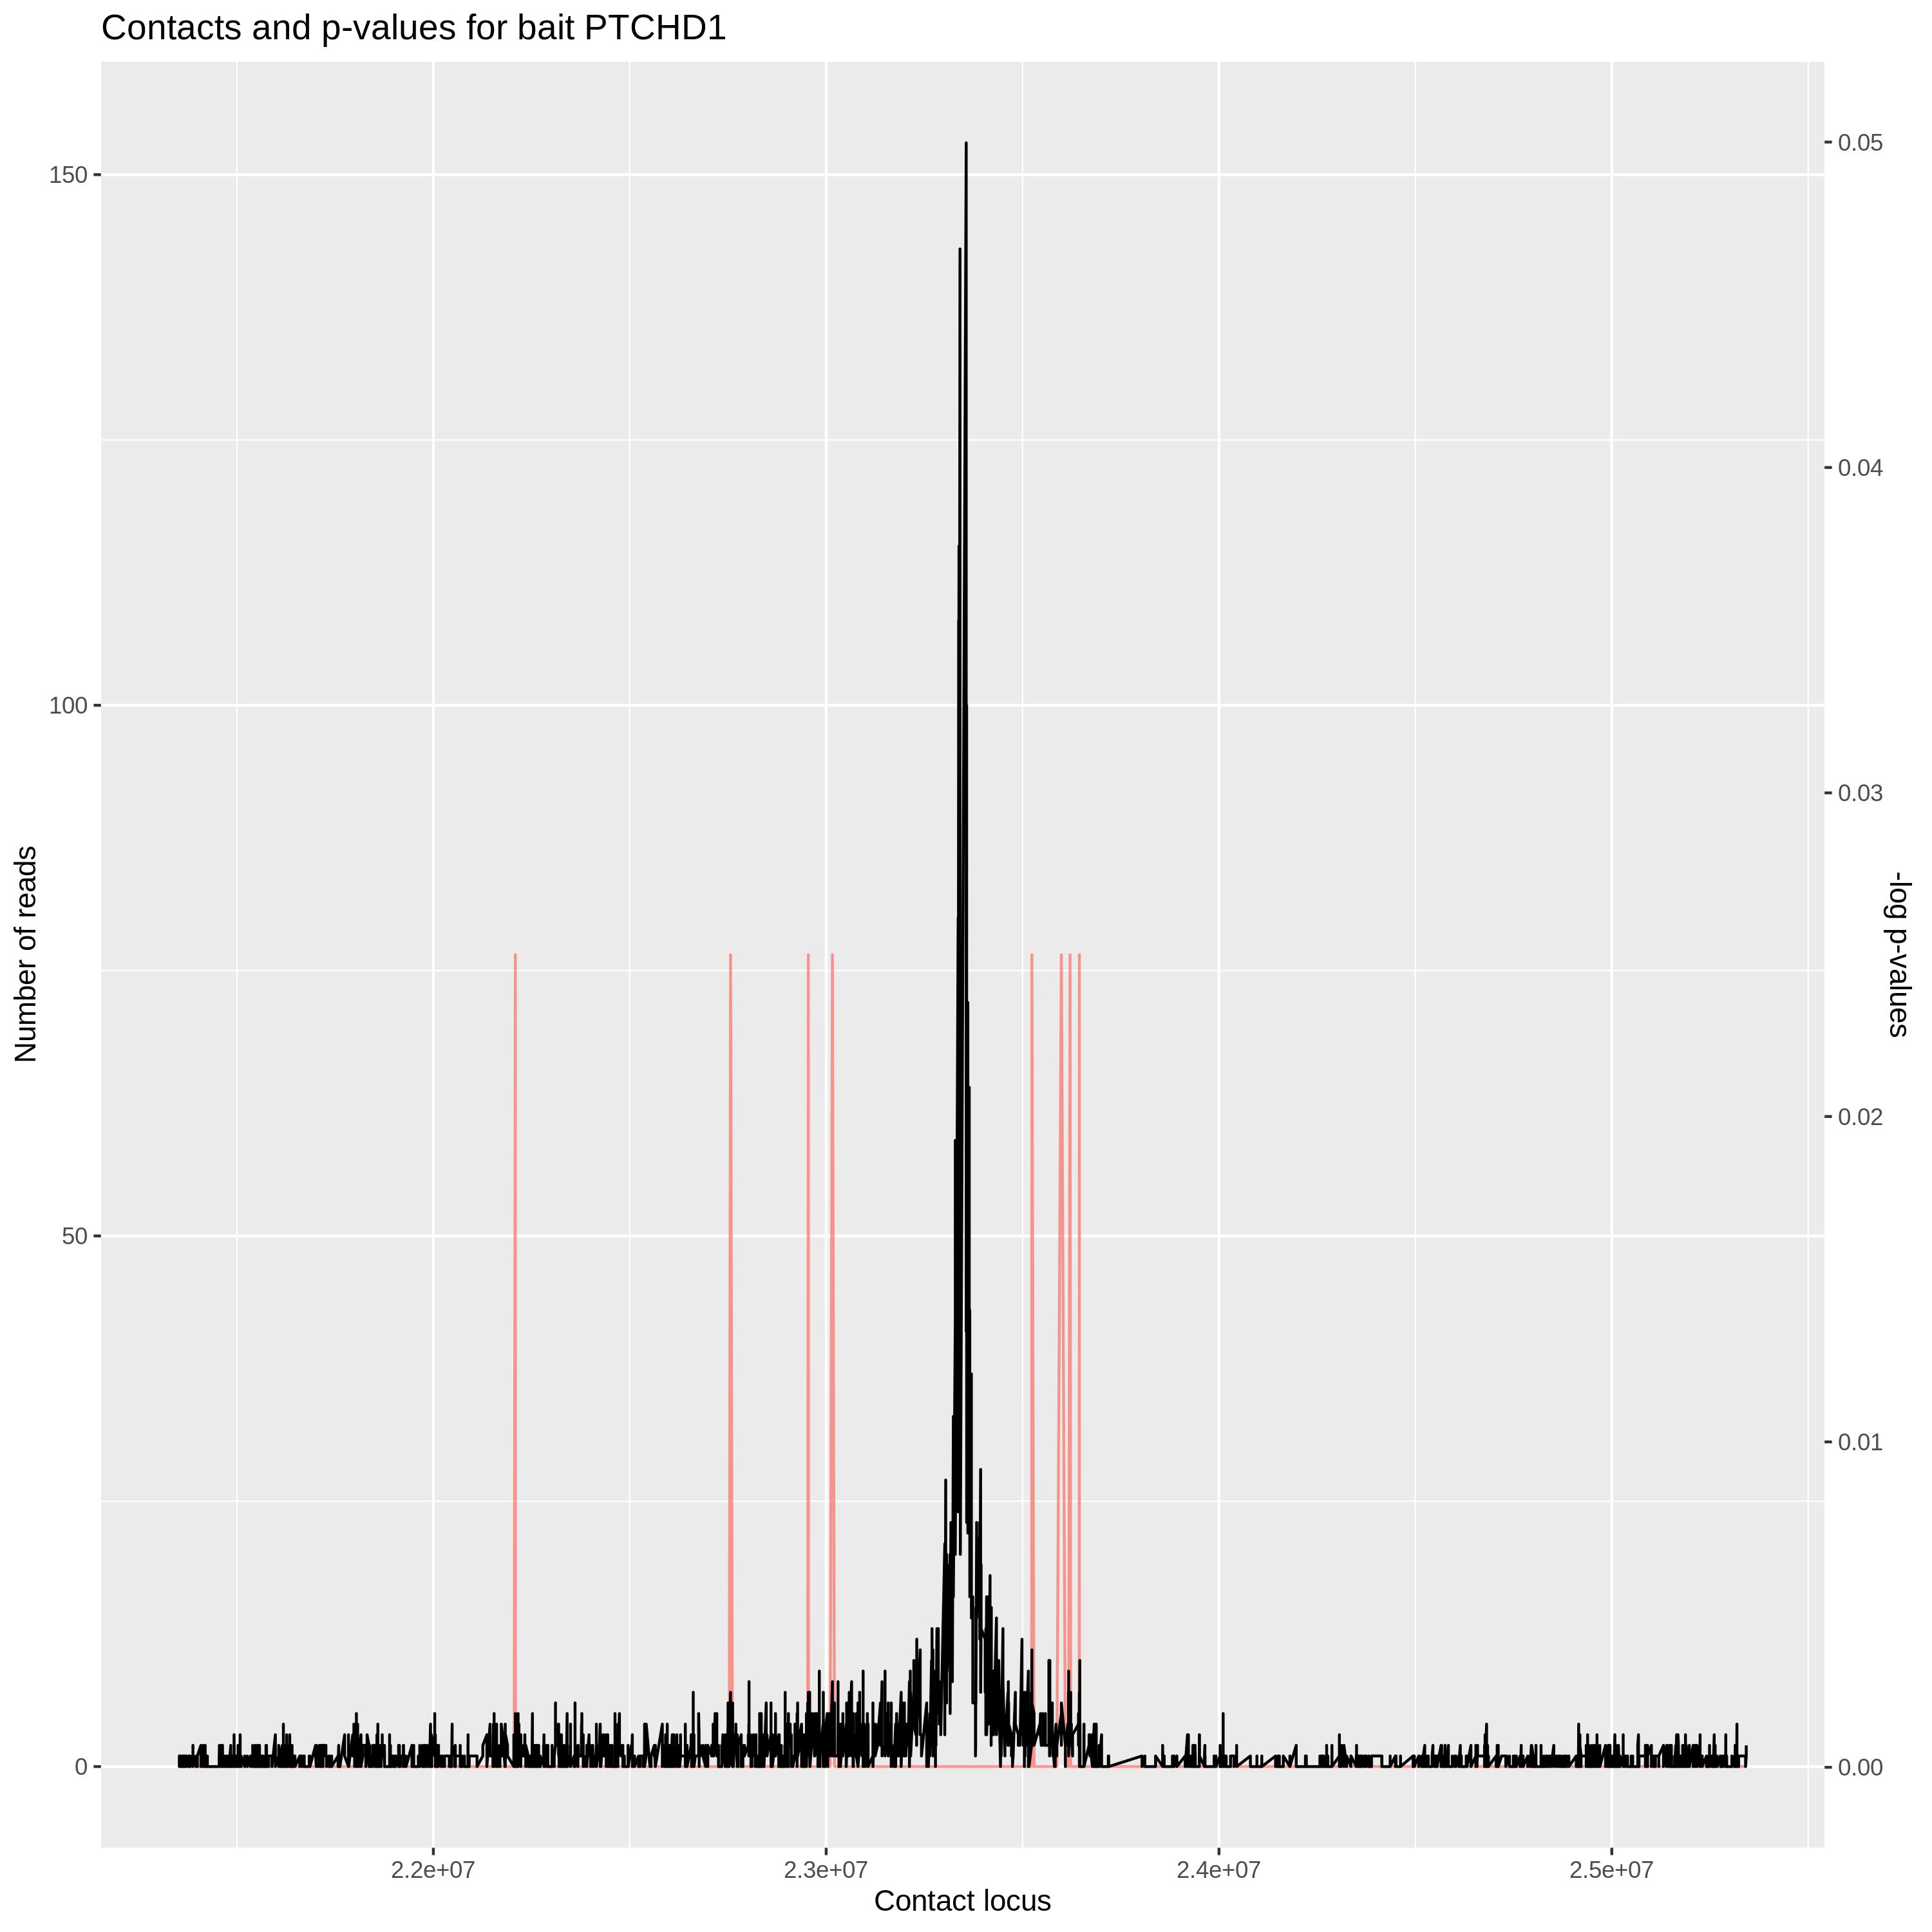 Contacts and p-values for bait PTCHD1
150
100
50
0
Number of reads
0.05
0.04
0.03
0.02
0.01
0.00
-log p-values
2.2e+07
2.3e+07
2.4e+07
2.5e+07
Contact locus